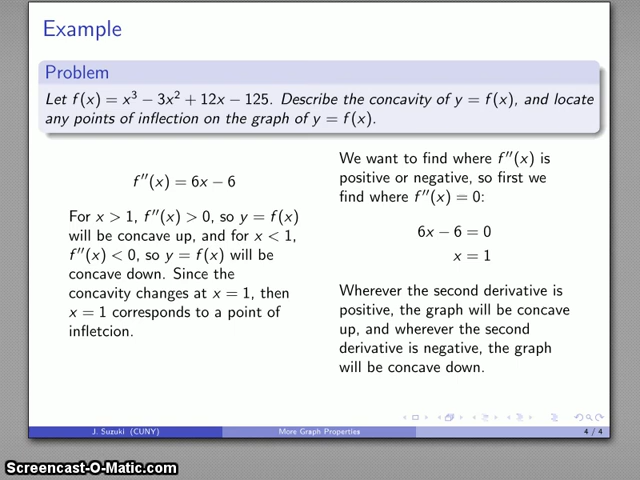 Example
Problem
Let f(x) = x³ − 3x² + 12x − 125. Describe the concavity of y = f(x), and locate
any points of inflection on the graph of y = f(x).
f″(x) = 6x − 6
For x > 1, f″(x) > 0, so y = f(x)
will be concave up, and for x < 1,
f″(x) < 0, so y = f(x) will be
concave down. Since the
concavity changes at x = 1, then
x = 1 corresponds to a point of
infletcion.
We want to find where f″(x) is
positive or negative, so first we
find where f″(x) = 0:
6x − 6 = 0
x = 1
Wherever the second derivative is
positive, the graph will be concave
up, and wherever the second
derivative is negative, the graph
will be concave down.
J. Suzuki (CUNY)
More Graph Properties
4 / 4
Screencast-O-Matic.com